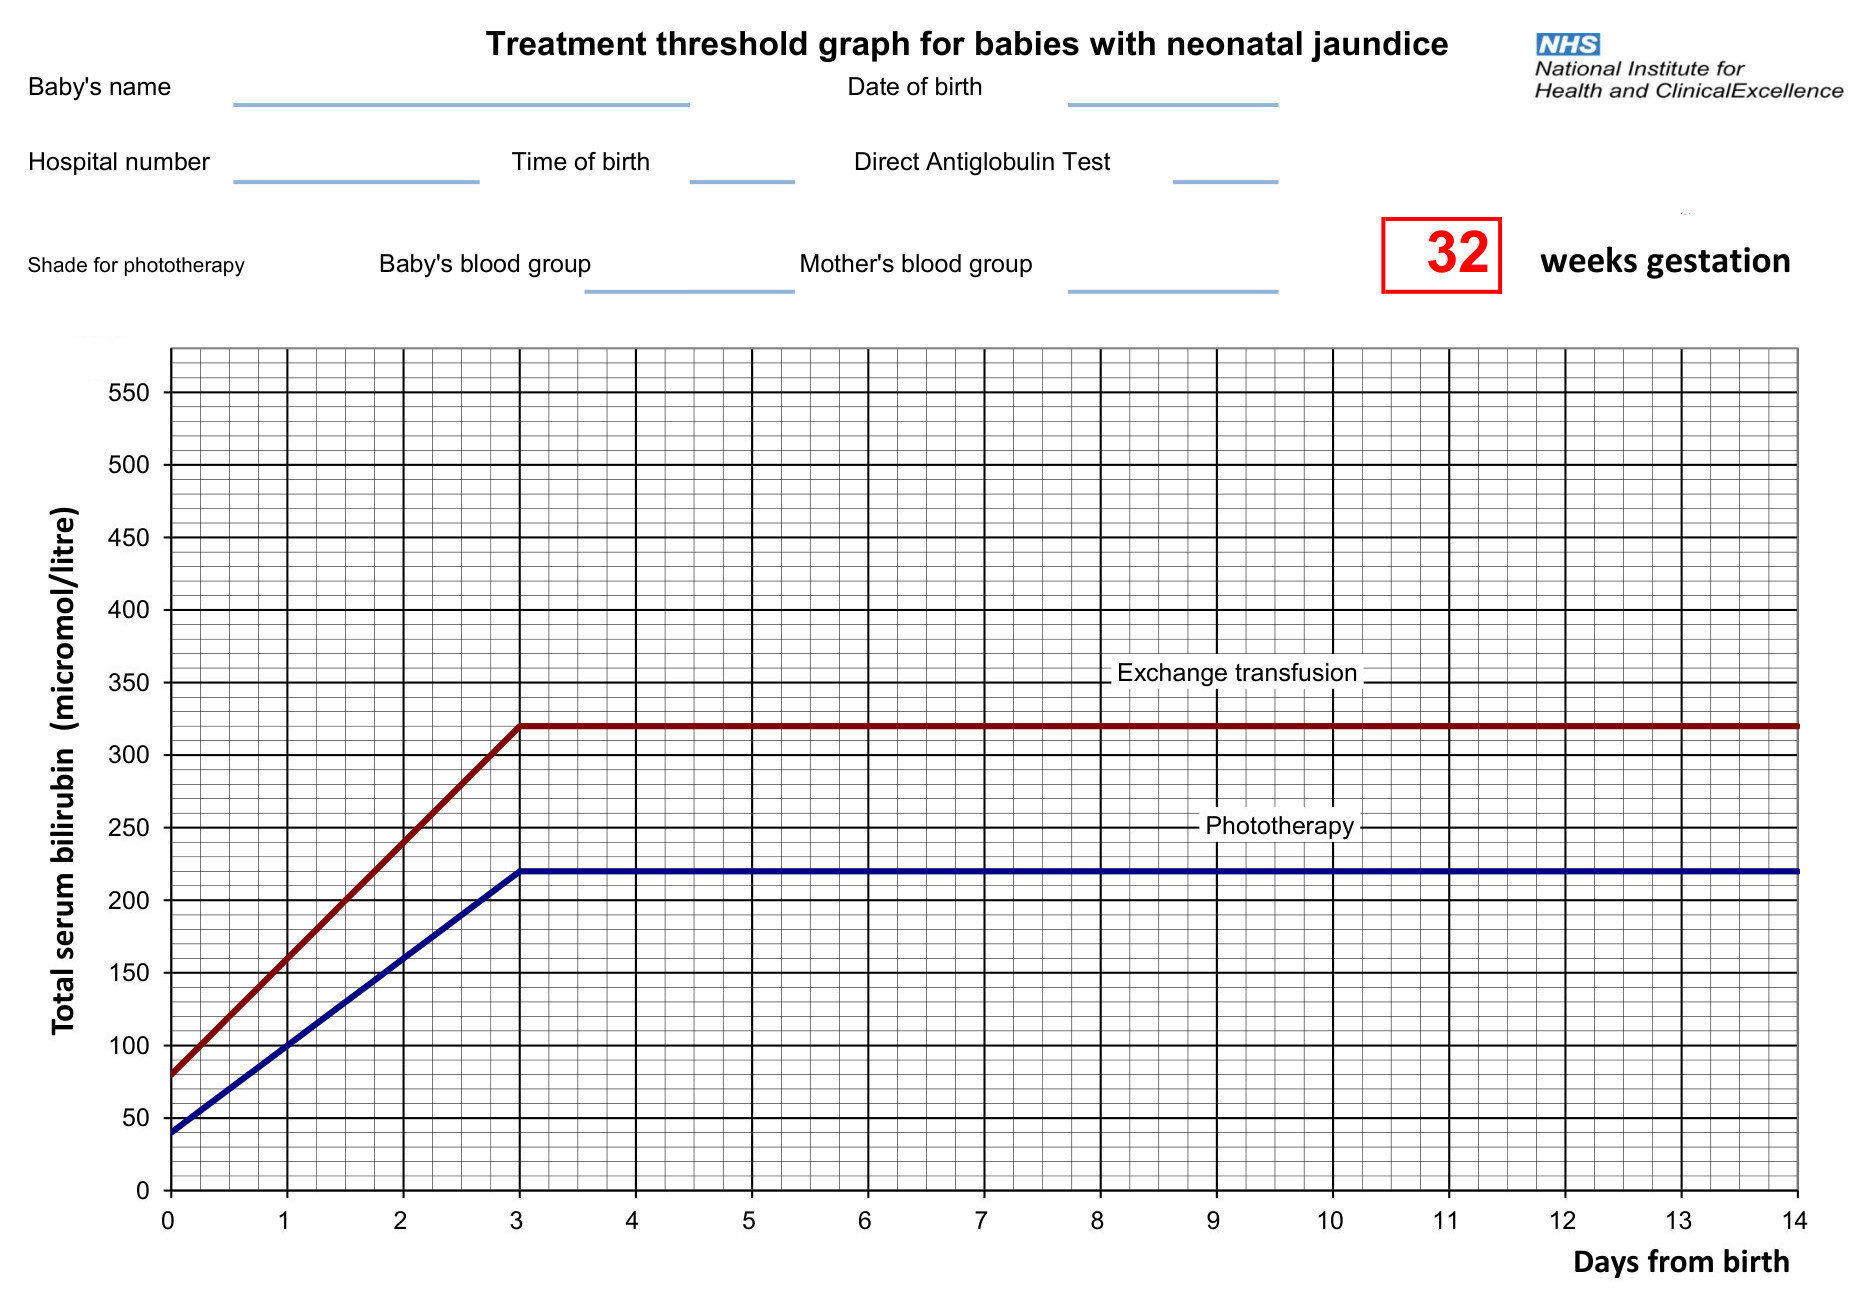 Treatment threshold graph for babies with neonatal jaundice
NHS
National Institute for
Health and ClinicalExcellence
Baby's name
Date of birth
Hospital number
Time of birth
Direct Antiglobulin Test
Shade for phototherapy
Baby's blood group
Mother's blood group
32 weeks gestation
Total serum bilirubin (micromol/litre)
550
500
450
400
350
300
250
200
150
100
50
0
Exchange transfusion
Phototherapy
0 1 2 3 4 5 6 7 8 9 10 11 12 13 14
Days from birth